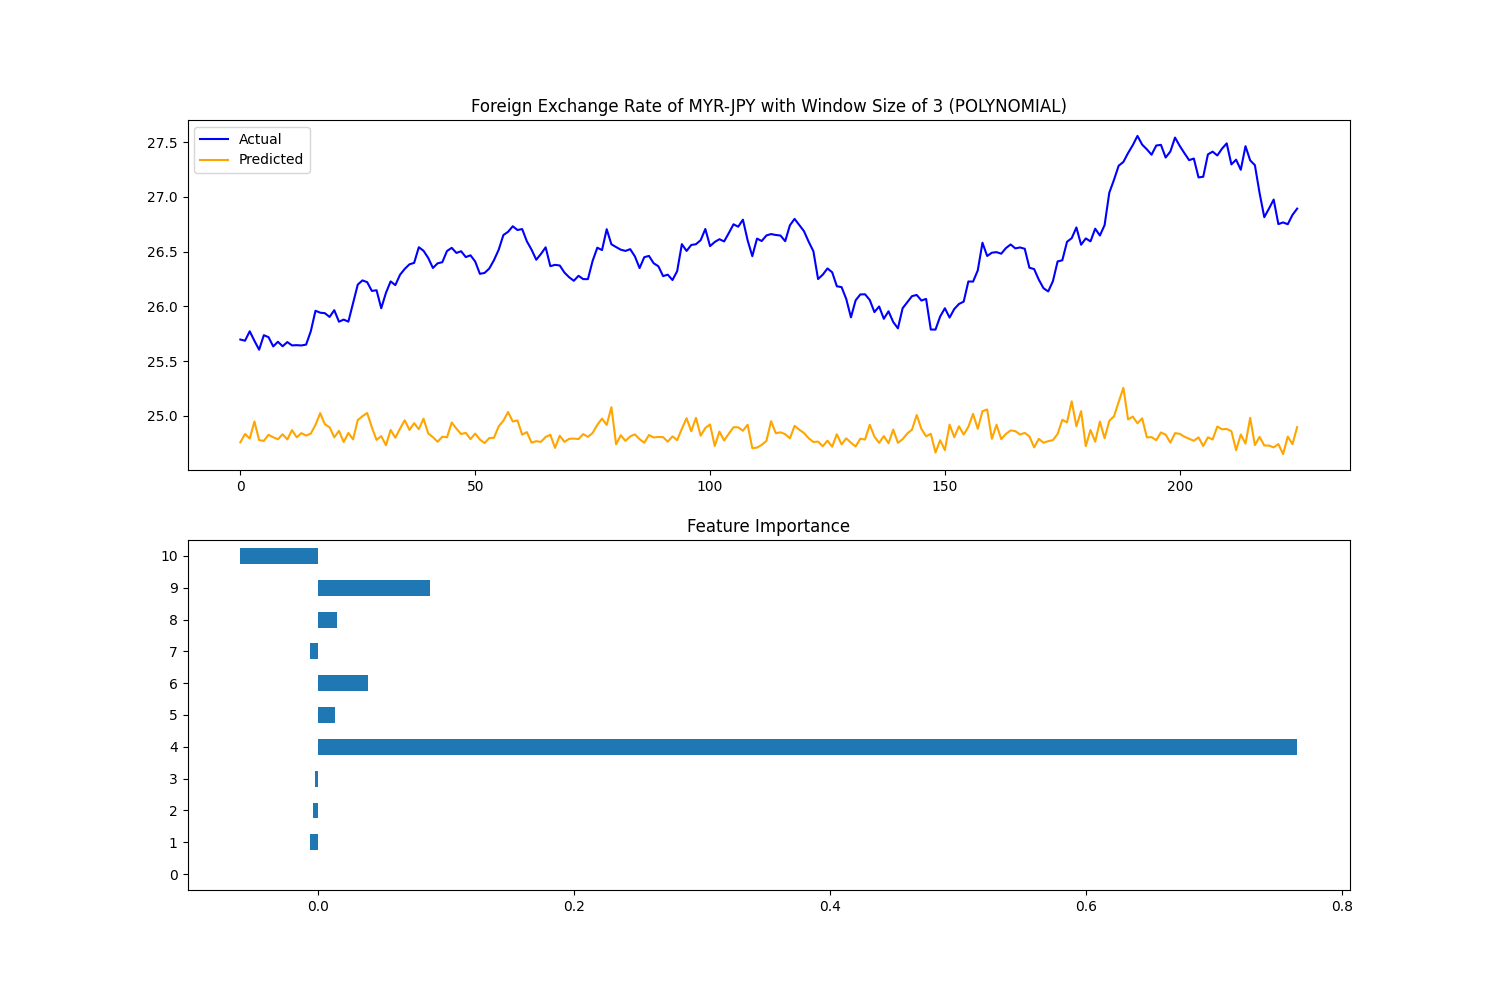 Foreign Exchange Rate of MYR-JPY with Window Size of 3 (POLYNOMIAL)
Actual
Predicted
27.5
27.0
26.5
26.0
25.5
25.0
0 50 100 150 200
Feature Importance
10
9
8
7
6
5
4
3
2
1
0
0.0 0.2 0.4 0.6 0.8